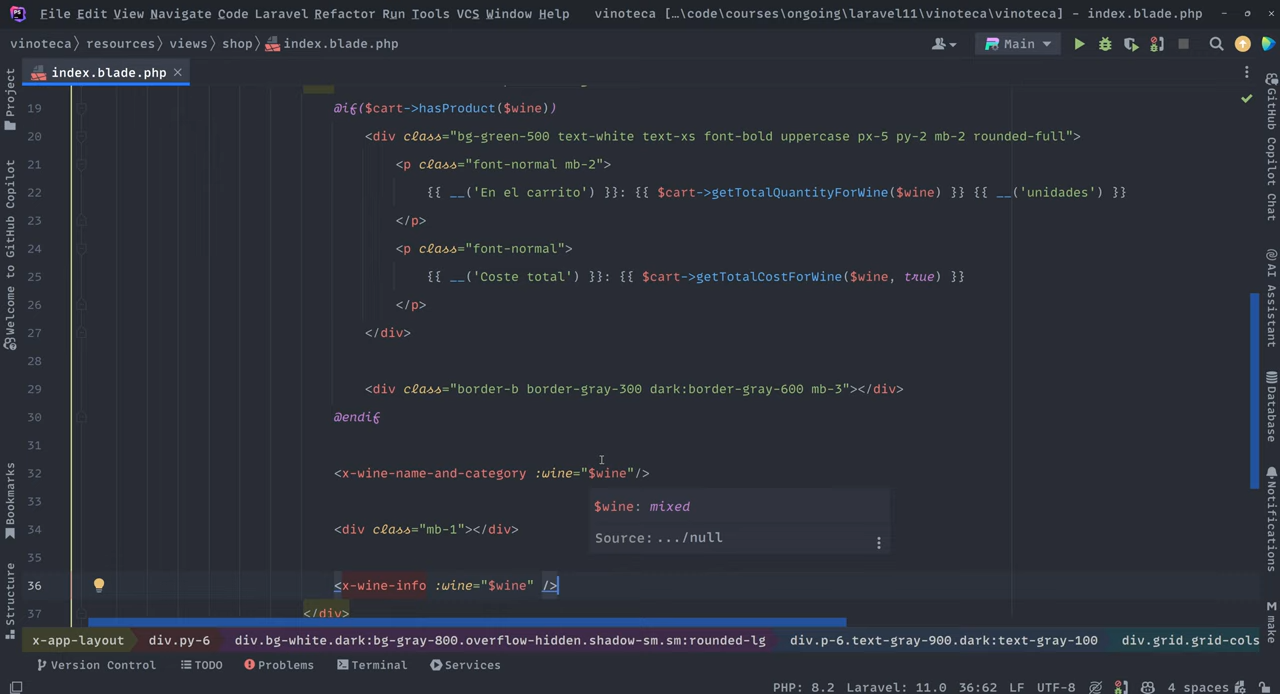 File Edit View Navigate Code Laravel Refactor Run Tools VCS Window Help vinoteca […\code\courses\ongoing\laravel11\vinoteca\vinoteca] - index.blade.php
vinoteca resources views shop index.blade.php Main
index.blade.php
Project
Welcome to GitHub Copilot
Bookmarks
Structure
19 @if($cart->hasProduct($wine))
20 <div class="bg-green-500 text-white text-xs font-bold uppercase px-5 py-2 mb-2 rounded-full">
21 <p class="font-normal mb-2">
22 {{ __('En el carrito') }}: {{ $cart->getTotalQuantityForWine($wine) }} {{ __('unidades') }}
23 </p>
24 <p class="font-normal">
25 {{ __('Coste total') }}: {{ $cart->getTotalCostForWine($wine, true) }}
26 </p>
27 </div>
28
29 <div class="border-b border-gray-300 dark:border-gray-600 mb-3"></div>
30 @endif
31
32 <x-wine-name-and-category :wine="$wine"/>
33
$wine: mixed
34 <div class="mb-1"></div>
Source: .../null
35
36 <x-wine-info :wine="$wine" />
37 </div>
GitHub Copilot Chat
AI Assistant
Database
Notifications
M make
x-app-layout div.py-6 div.bg-white.dark:bg-gray-800.overflow-hidden.shadow-sm.sm:rounded-lg div.p-6.text-gray-900.dark:text-gray-100 div.grid.grid-cols
Version Control TODO Problems Terminal Services
PHP: 8.2 Laravel: 11.0 36:62 LF UTF-8 4 spaces